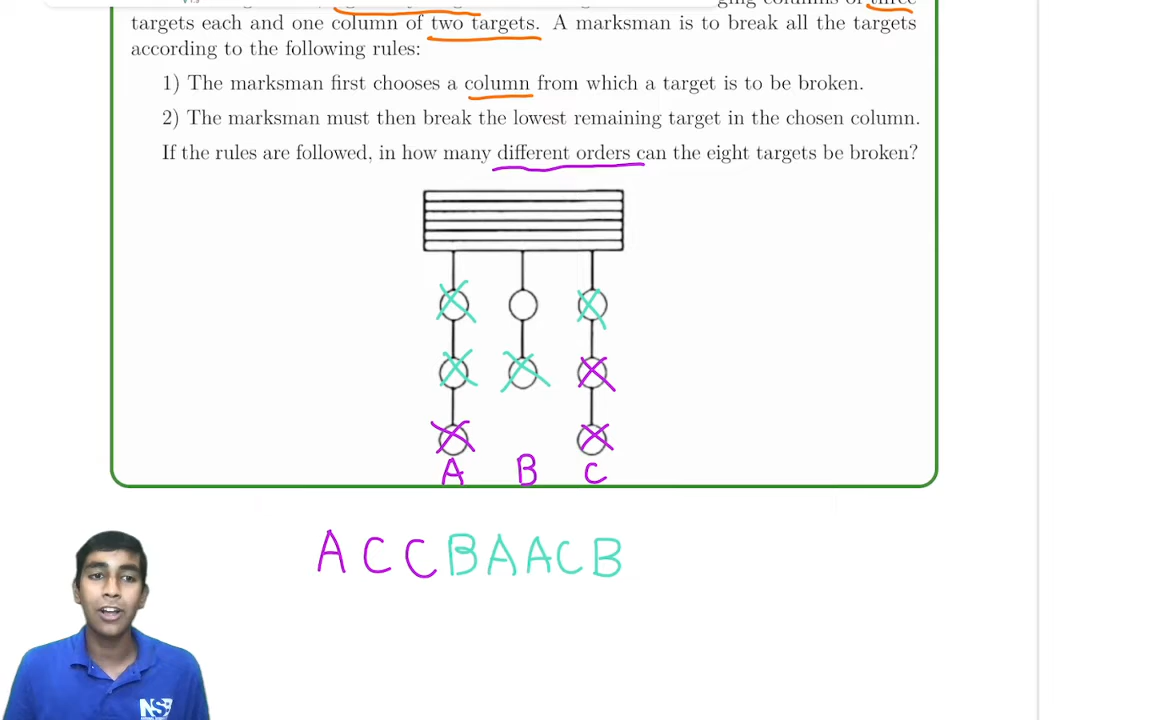 targets each and one column of two targets. A marksman is to break all the targets
according to the following rules:
1) The marksman first chooses a column from which a target is to be broken.
2) The marksman must then break the lowest remaining target in the chosen column.
If the rules are followed, in how many different orders can the eight targets be broken?
A B C
A C C B A A C B